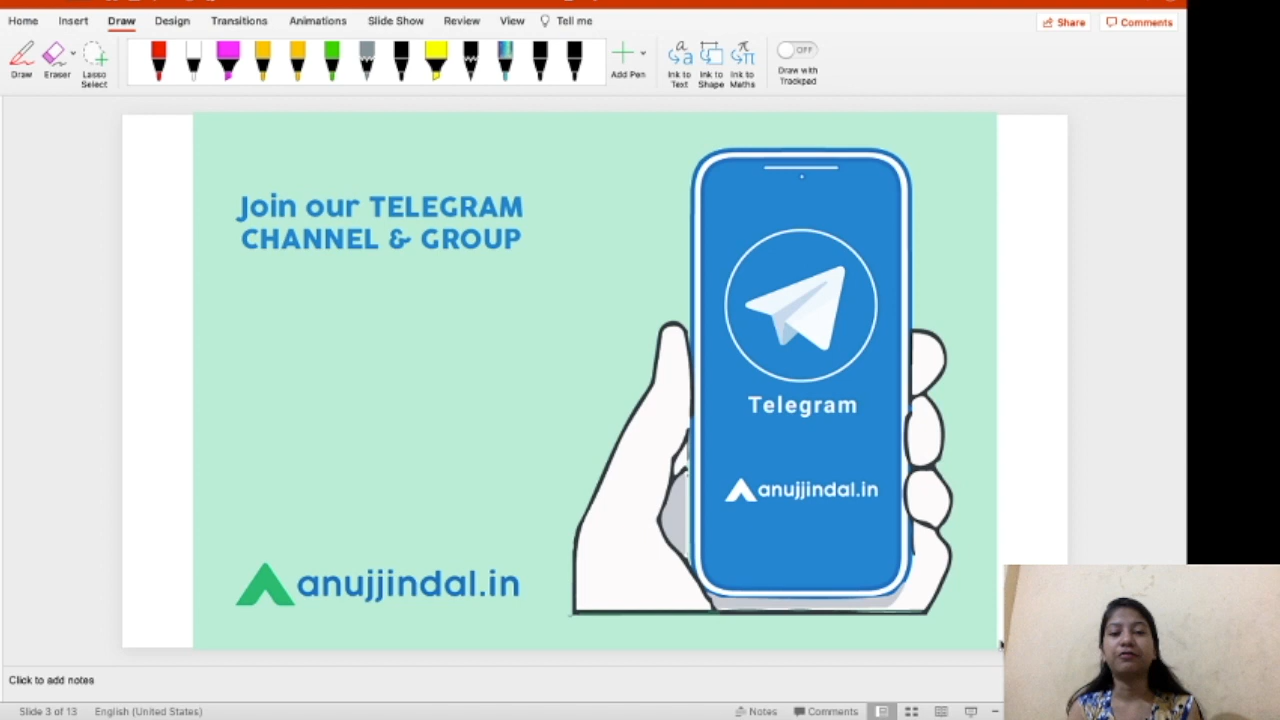 Home Insert Draw Design Transitions Animations Slide Show Review View Tell me
Share Comments
Draw Eraser Lasso Select
Add Pen
Ink to Text Ink to Shape Ink to Maths
OFF
Draw with Trackpad
Join our TELEGRAM
CHANNEL & GROUP
Telegram
anujjindal.in
anujjindal.in
Click to add notes
Slide 3 of 13 English (United States) Notes Comments